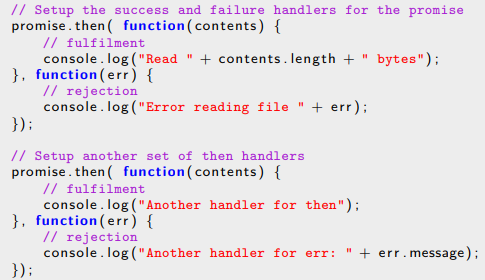 // Setup the success and failure handlers for the promise
promise.then( function(contents) {
    // fulfilment
    console.log("Read " + contents.length + " bytes");
}, function(err) {
    // rejection
    console.log("Error reading file " + err);
});

// Setup another set of then handlers
promise.then( function(contents) {
    // fulfilment
    console.log("Another handler for then");
}, function(err) {
    // rejection
    console.log("Another handler for err: " + err.message);
});